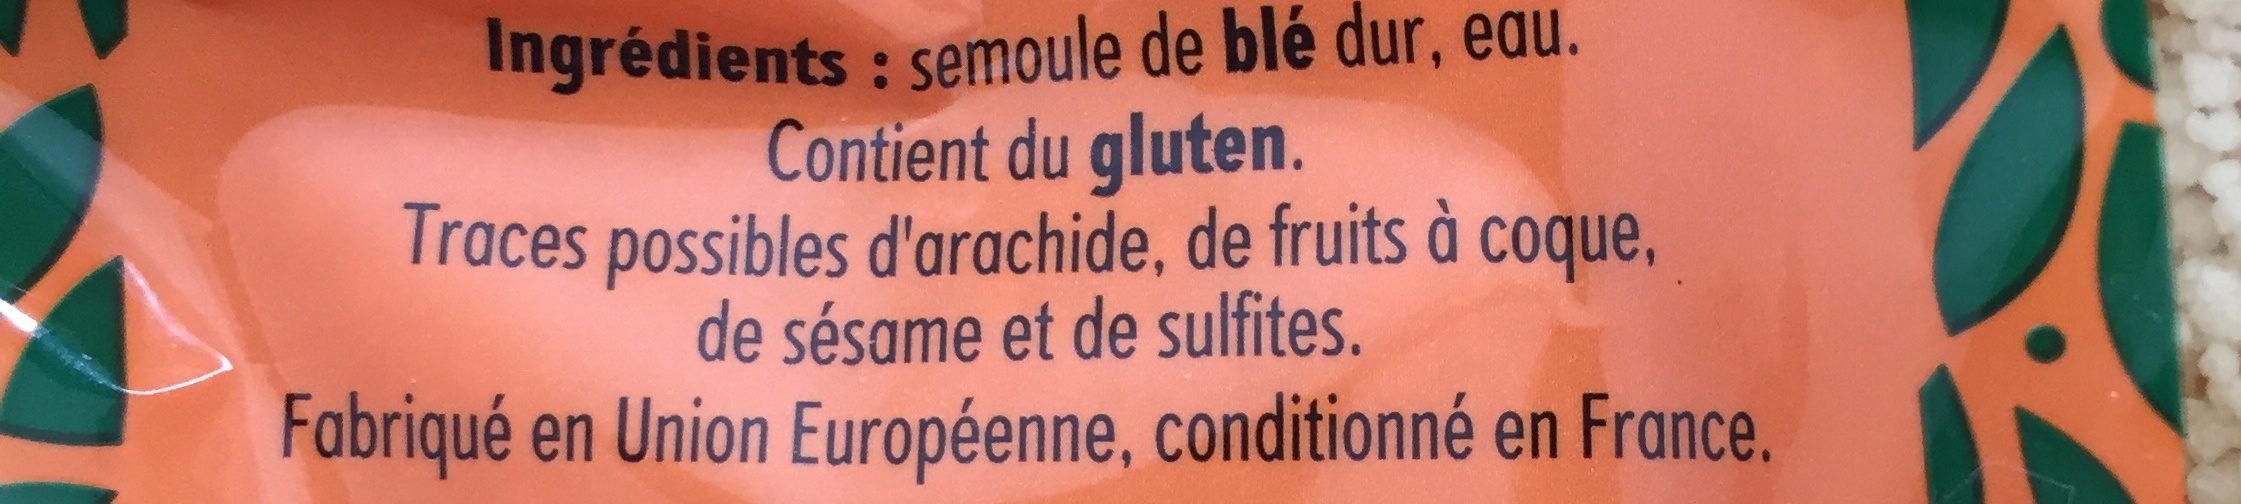 Ingrédients : semoule de blé dur, eau.
Contient du gluten.
Traces possibles d'arachide, de fruits à coque,
de sésame et de sulfites.
Fabriqué en Union Européenne, conditionné en France.